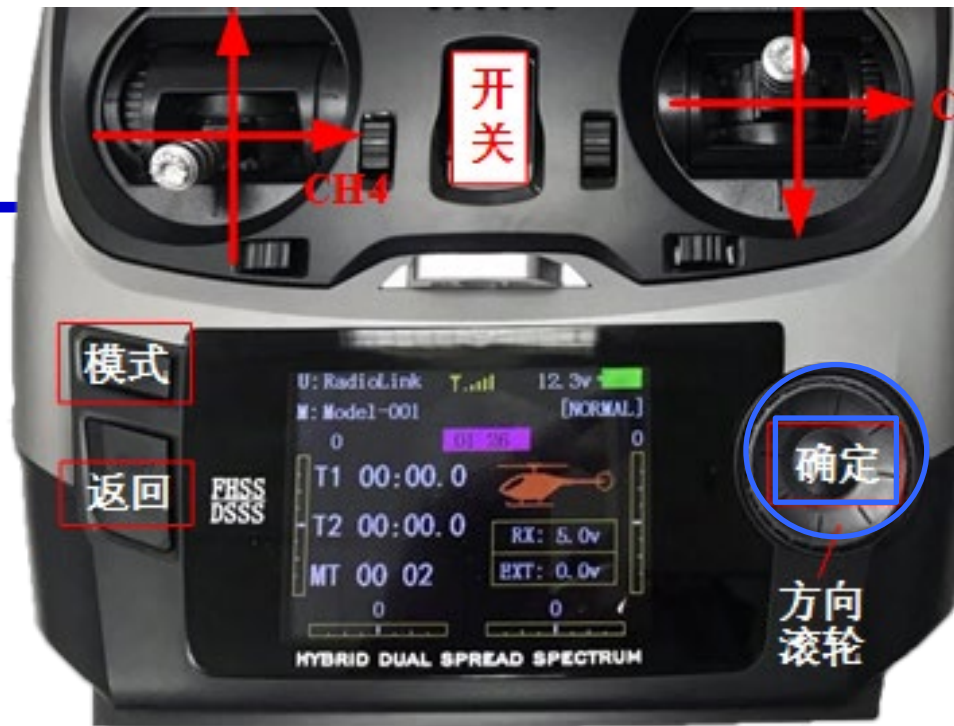 开
关
CH4
C
模式
返回
FHSS
DSSS
U:RadioLink
12.3v
M:Model-001
[NORMAL]
0
01 26
0
T1 00:00.0
T2 00:00.0
RX: 5.0v
MT 00 02
EXT: 0.0v
0
0
HYBRID DUAL SPREAD SPECTRUM
确定
方向
滚轮